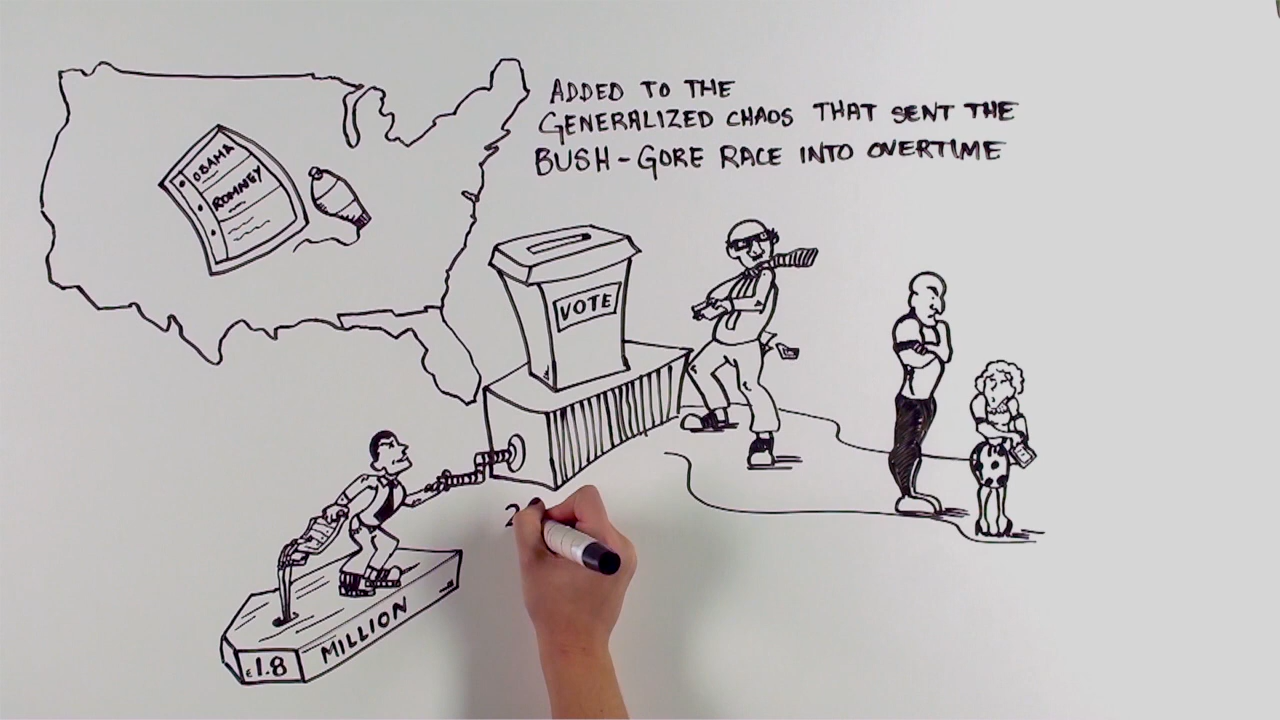 ADDED TO THE
GENERALIZED CHAOS THAT SENT THE
BUSH-GORE RACE INTO OVERTIME
OBAMA
ROMNEY
VOTE
£1.8
MILLION
2